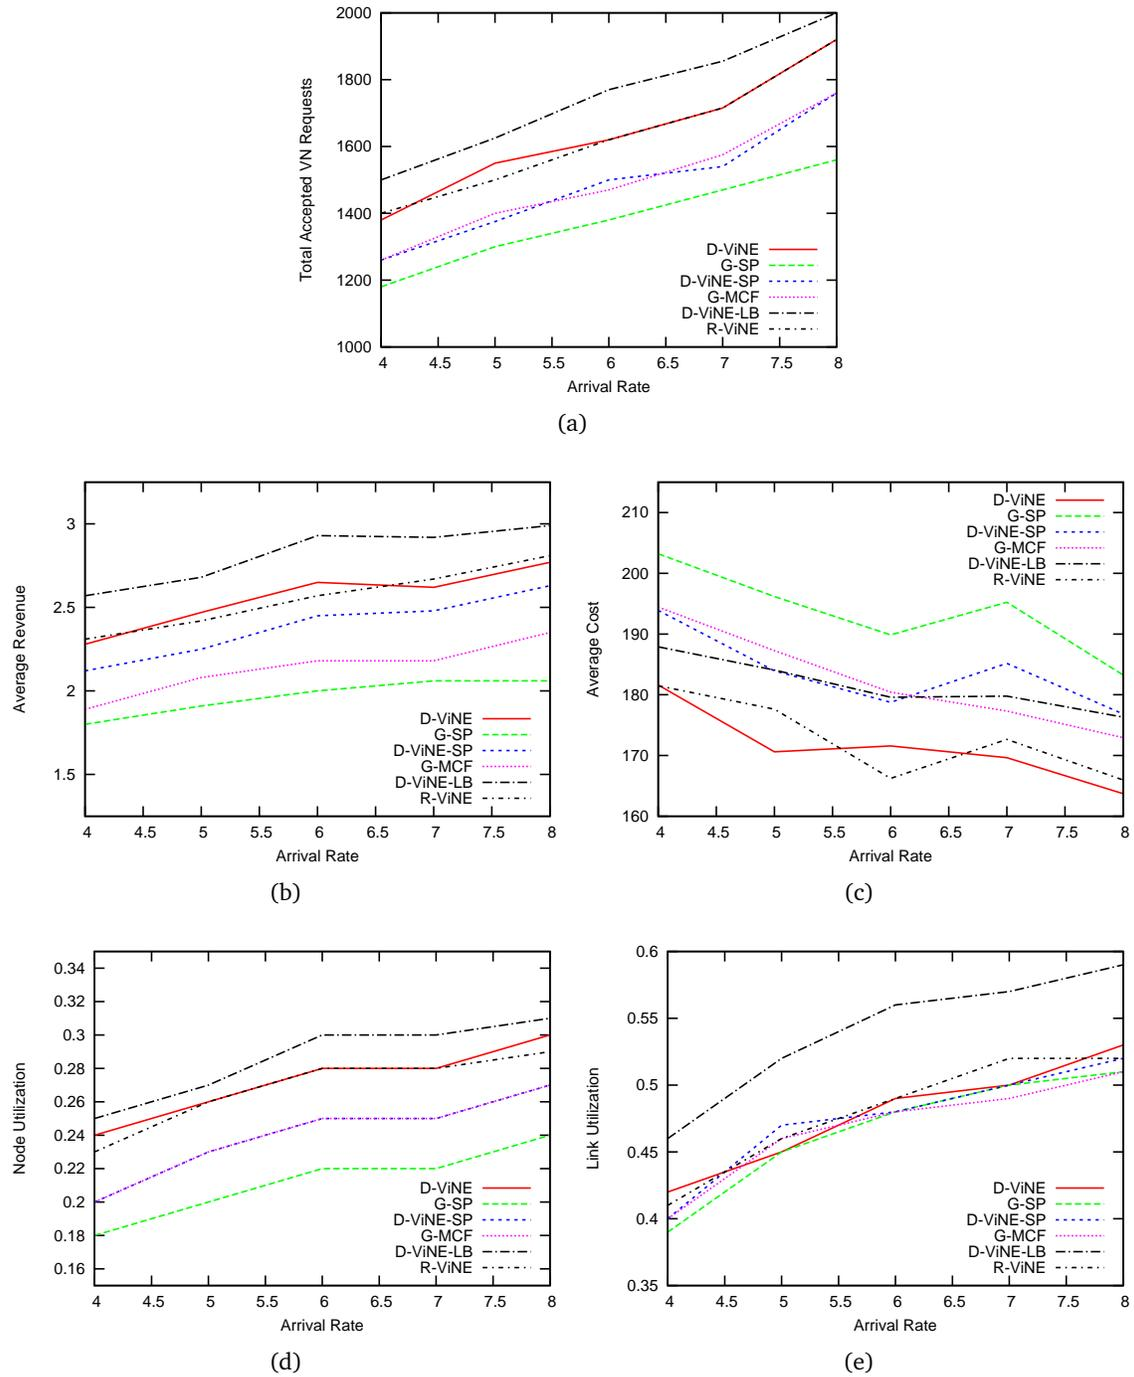 2000
1800
1600
1400
1200
1000
Total Accepted VN Requests
D-ViNE
G-SP
D-ViNE-SP
G-MCF
D-ViNE-LB
R-ViNE
4 4.5 5 5.5 6 6.5 7 7.5 8
Arrival Rate
(a)
3
2.5
2
1.5
Average Revenue
D-ViNE
G-SP
D-ViNE-SP
G-MCF
D-ViNE-LB
R-ViNE
4 4.5 5 5.5 6 6.5 7 7.5 8
Arrival Rate
(b)
210
200
190
180
170
160
Average Cost
D-ViNE
G-SP
D-ViNE-SP
G-MCF
D-ViNE-LB
R-ViNE
4 4.5 5 5.5 6 6.5 7 7.5 8
Arrival Rate
(c)
0.34
0.32
0.3
0.28
0.26
0.24
0.22
0.2
0.18
0.16
Node Utilization
D-ViNE
G-SP
D-ViNE-SP
G-MCF
D-ViNE-LB
R-ViNE
4 4.5 5 5.5 6 6.5 7 7.5 8
Arrival Rate
(d)
0.6
0.55
0.5
0.45
0.4
0.35
Link Utilization
D-ViNE
G-SP
D-ViNE-SP
G-MCF
D-ViNE-LB
R-ViNE
4 4.5 5 5.5 6 6.5 7 7.5 8
Arrival Rate
(e)